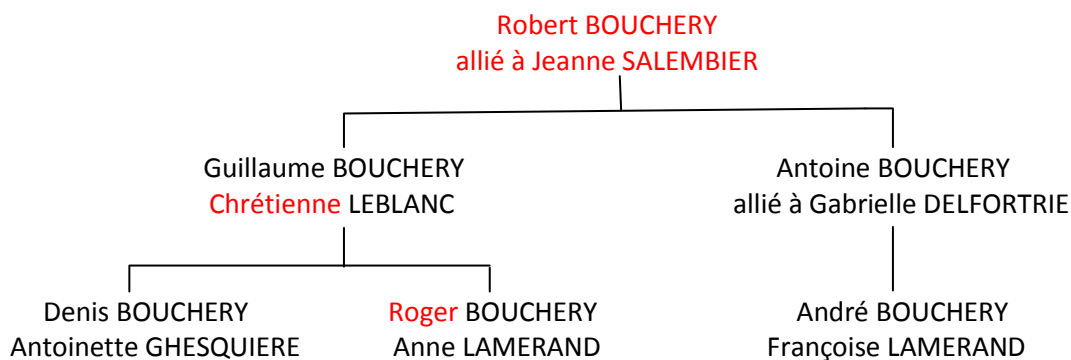 Robert BOUCHERY
allié à Jeanne SALEMBIER
Guillaume BOUCHERY
Chrétienne LEBLANC
Antoine BOUCHERY
allié à Gabrielle DELFORTRIE
Denis BOUCHERY
Antoinette GHESQUIERE
Roger BOUCHERY
Anne LAMERAND
André BOUCHERY
Françoise LAMERAND